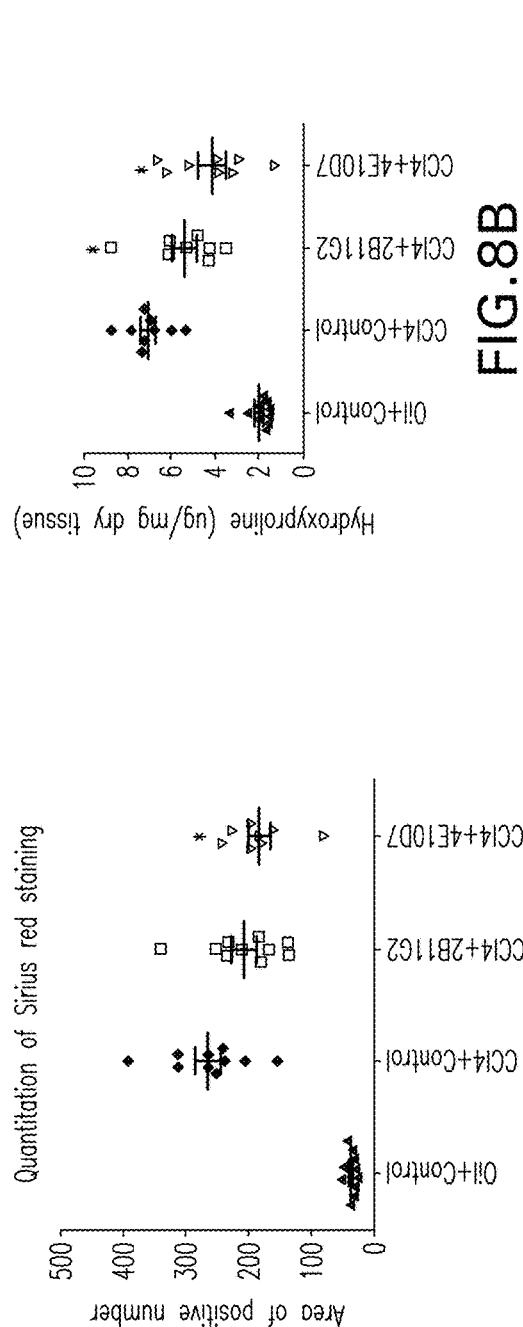 Quantitation of Sirius red staining
Area of positive number
500
400
300
200
100
0
Oil+Control
CCl4+Control
CCl4+2B11G2
*
CCl4+4E10D7
Hydroxyproline (ug/mg dry tissue)
10
8
6
4
2
0
Oil+Control
CCl4+Control
*
CCl4+2B11G2
*
CCl4+4E10D7
FIG.8B